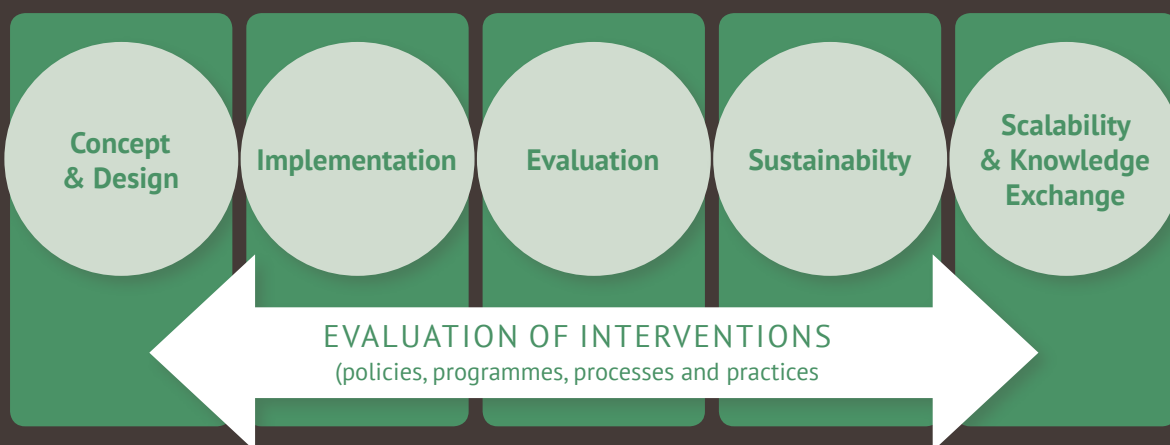 Concept
& Design
Implementation
Evaluation
Sustainabilty
Scalability
& Knowledge
Exchange
EVALUATION OF INTERVENTIONS
(policies, programmes, processes and practices